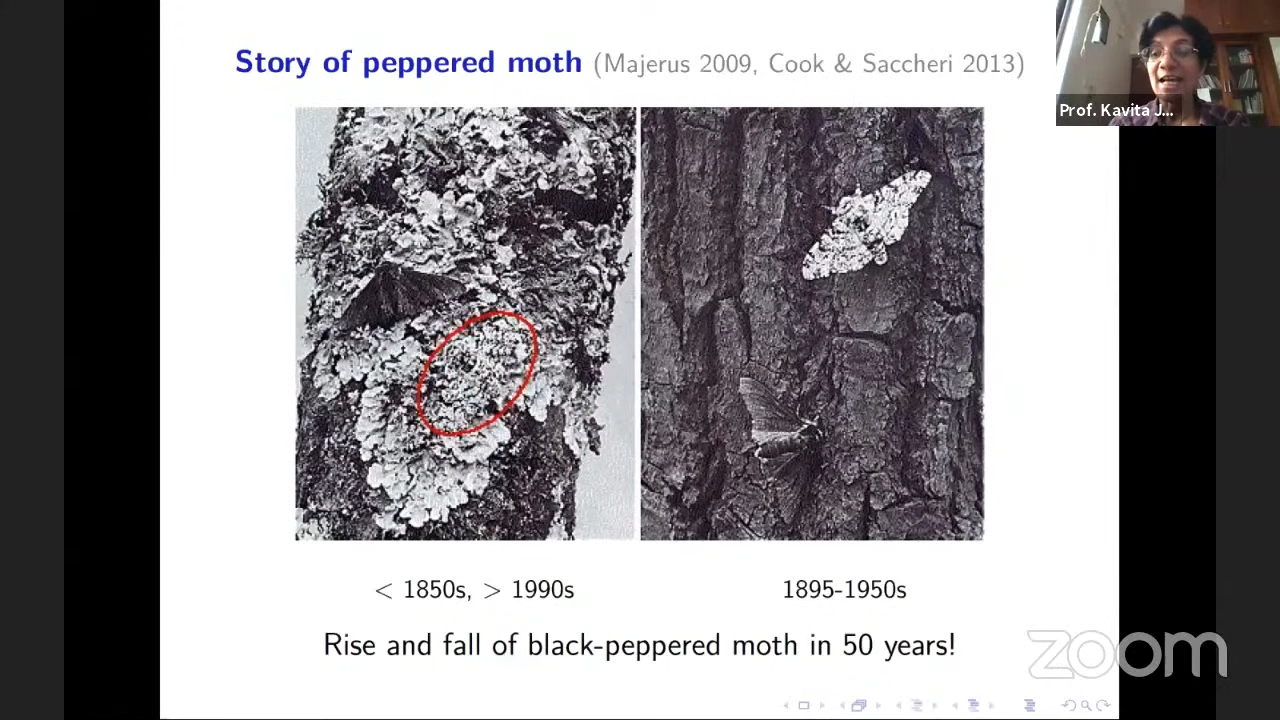 Story of peppered moth (Majerus 2009, Cook & Saccheri 2013)
Prof. Kavita J...
< 1850s, > 1990s
1895-1950s
Rise and fall of black-peppered moth in 50 years!
zoom